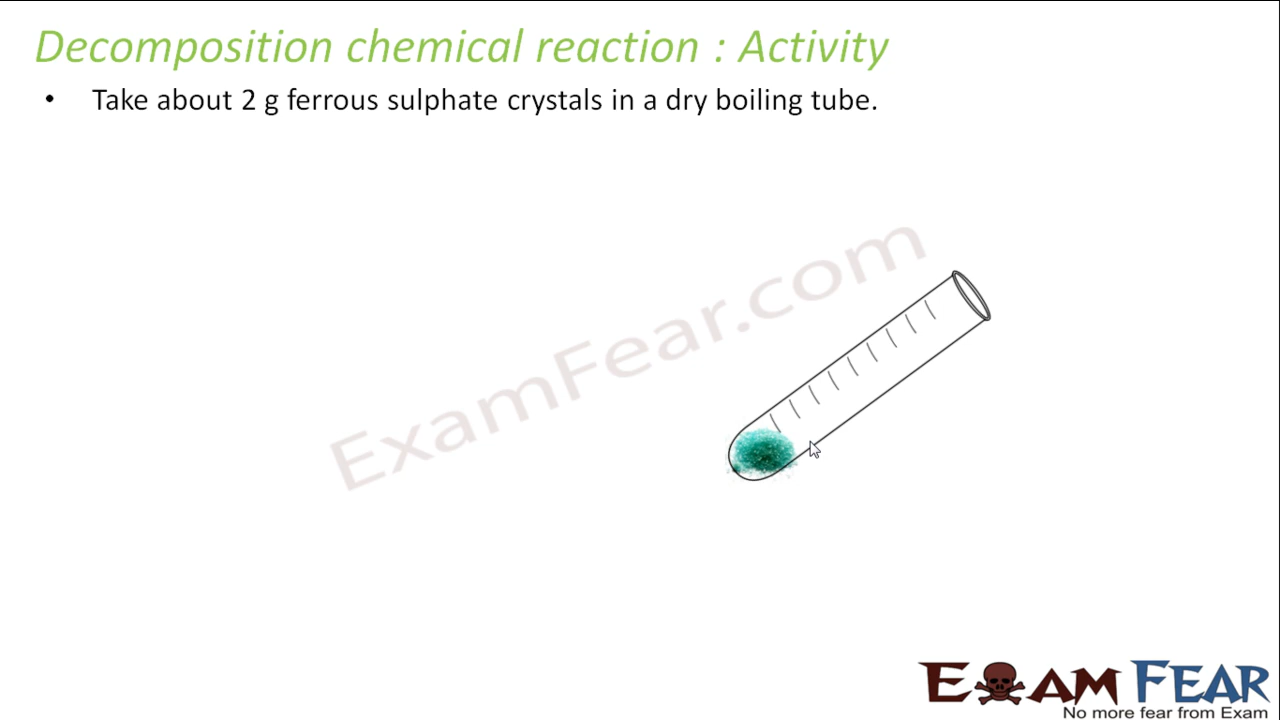 Decomposition chemical reaction : Activity
• Take about 2 g ferrous sulphate crystals in a dry boiling tube.
ExamFear.com
EXAM FEAR
No more fear from Exam